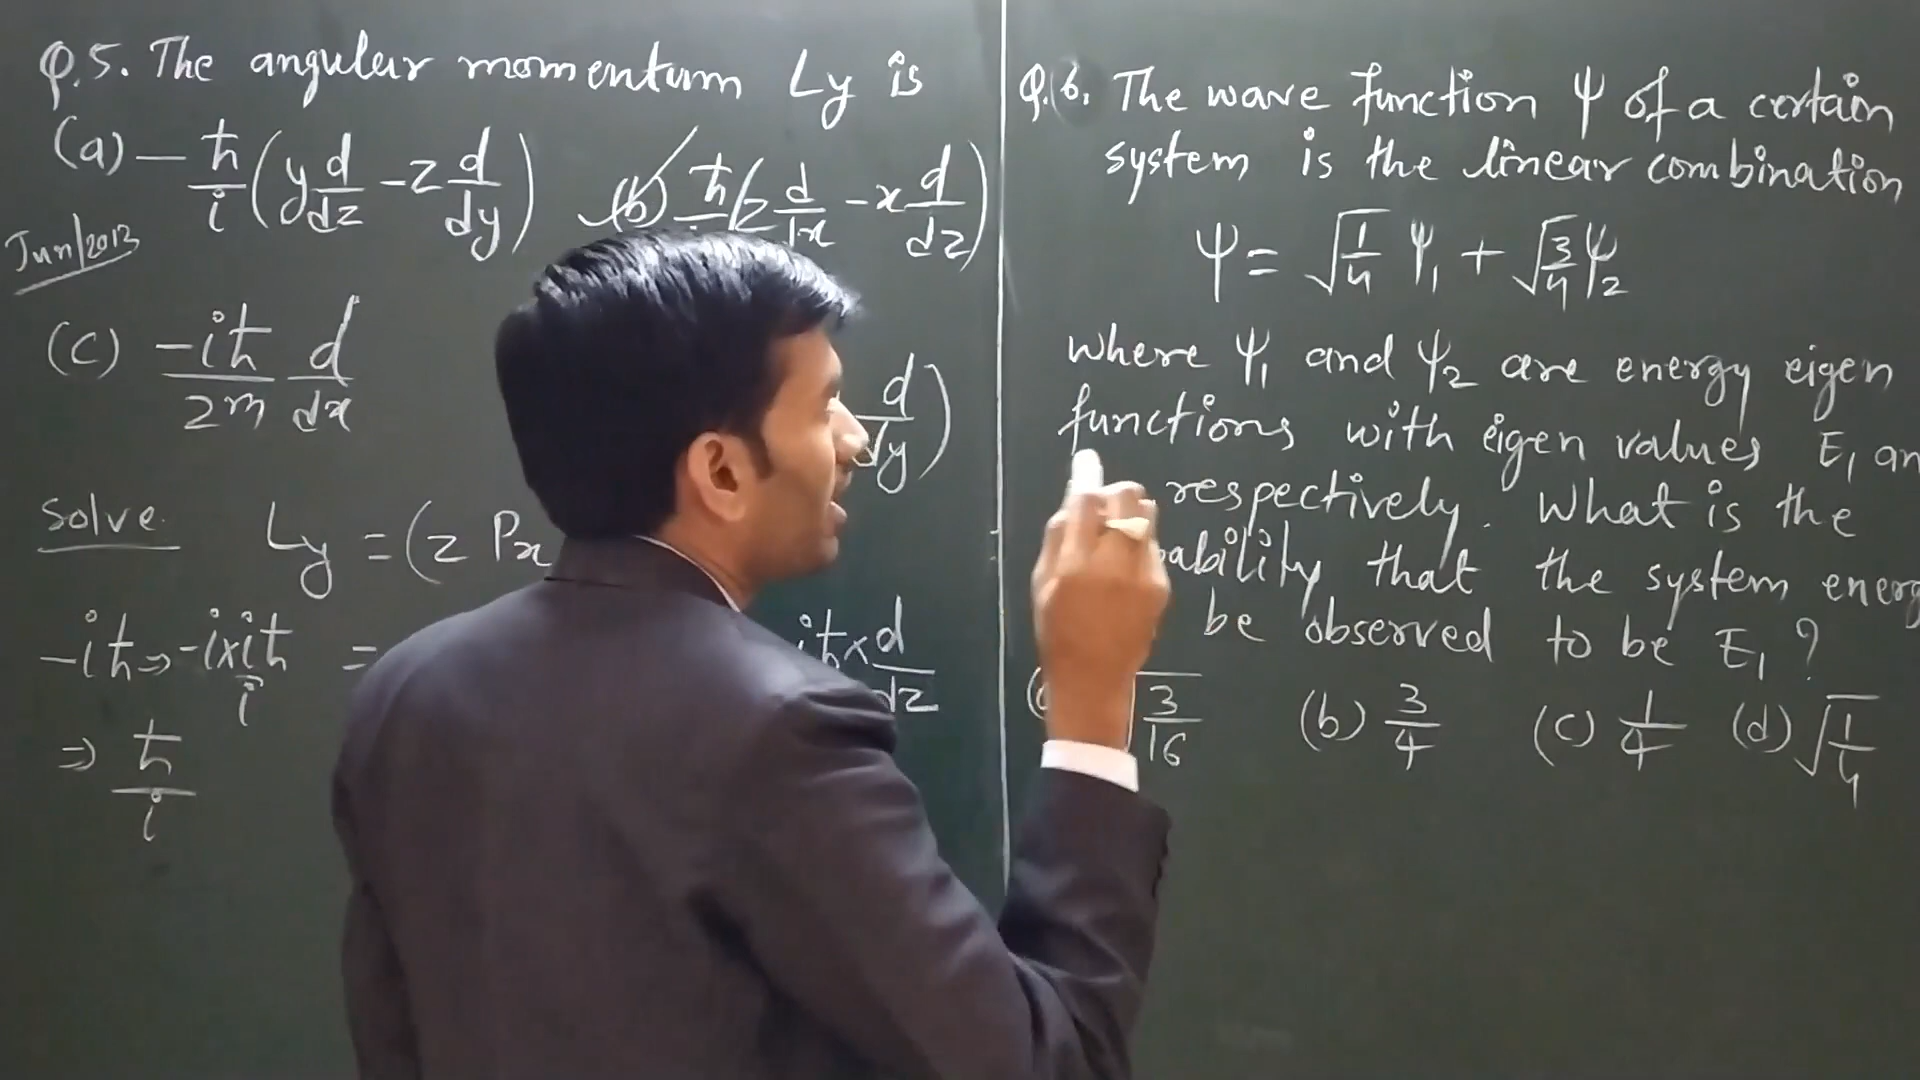 Q.5. The angular momentum Ly is
(a) -ħ/i (y d/dz - z d/dy) (b) ħ/ (z d/dx - x d/dz)
Jun/2013
(c) -iħ/2m d/dx
d/dy)
Solve Ly = (z Px
-iħ ⇒ -i×iħ/i = iħ× d/dz
⇒ ħ/i
Q.6. The wave function ψ of a certain
system is the linear combination
ψ = √1/4 ψ1 + √3/4 ψ2
where ψ1 and ψ2 are energy eigen
functions with eigen values E1 an
respectively. What is the
ability that the system energ
be observed to be E1 ?
√3/16 (b) 3/4 (c) 1/4 (d) √1/4